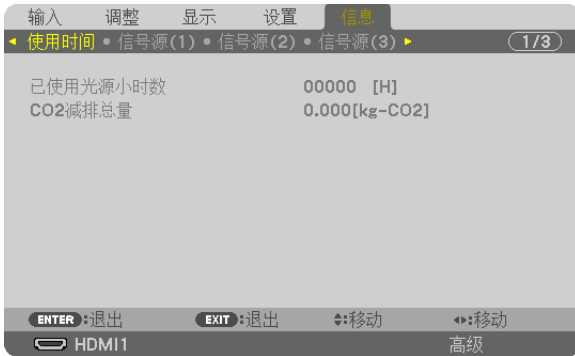 输入 调整 显示 设置 信息
◂ 使用时间 • 信号源(1) • 信号源(2) • 信号源(3) ▸ 1/3
已使用光源小时数 00000 [H]
CO2减排总量 0.000[kg-CO2]
ENTER:退出 EXIT:退出 ⬍:移动 ⬌:移动
HDMI1 高级